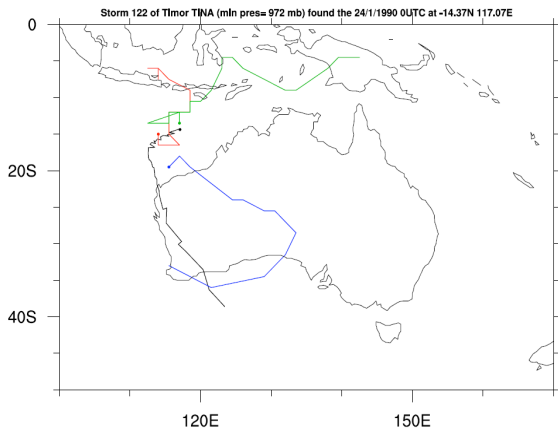 Storm 122 of Timor TINA (min pres= 972 mb) found the 24/1/1990 0UTC at -14.37N 117.07E
0
20S
40S
120E
150E